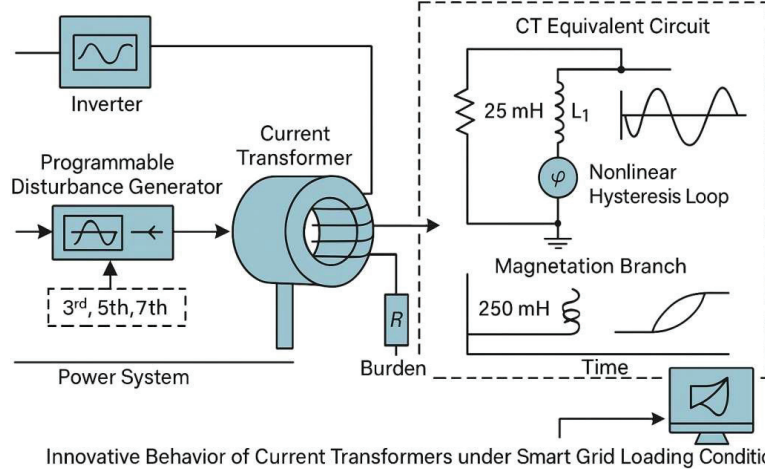 CT Equivalent Circuit
Inverter
25 mH
L1
Current
Transformer
Programmable
Disturbance Generator
φ
Nonlinear
Hysteresis Loop
3rd, 5th,7th
Magnetation Branch
250 mH
R
Burden
Time
Power System
Innovative Behavior of Current Transformers under Smart Grid Loading Conditic